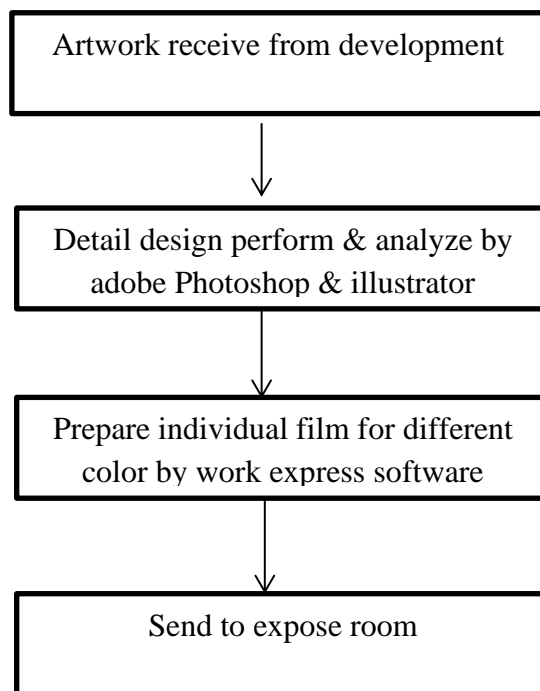 Artwork receive from development
Detail design perform & analyze by
adobe Photoshop & illustrator
Prepare individual film for different
color by work express software
Send to expose room